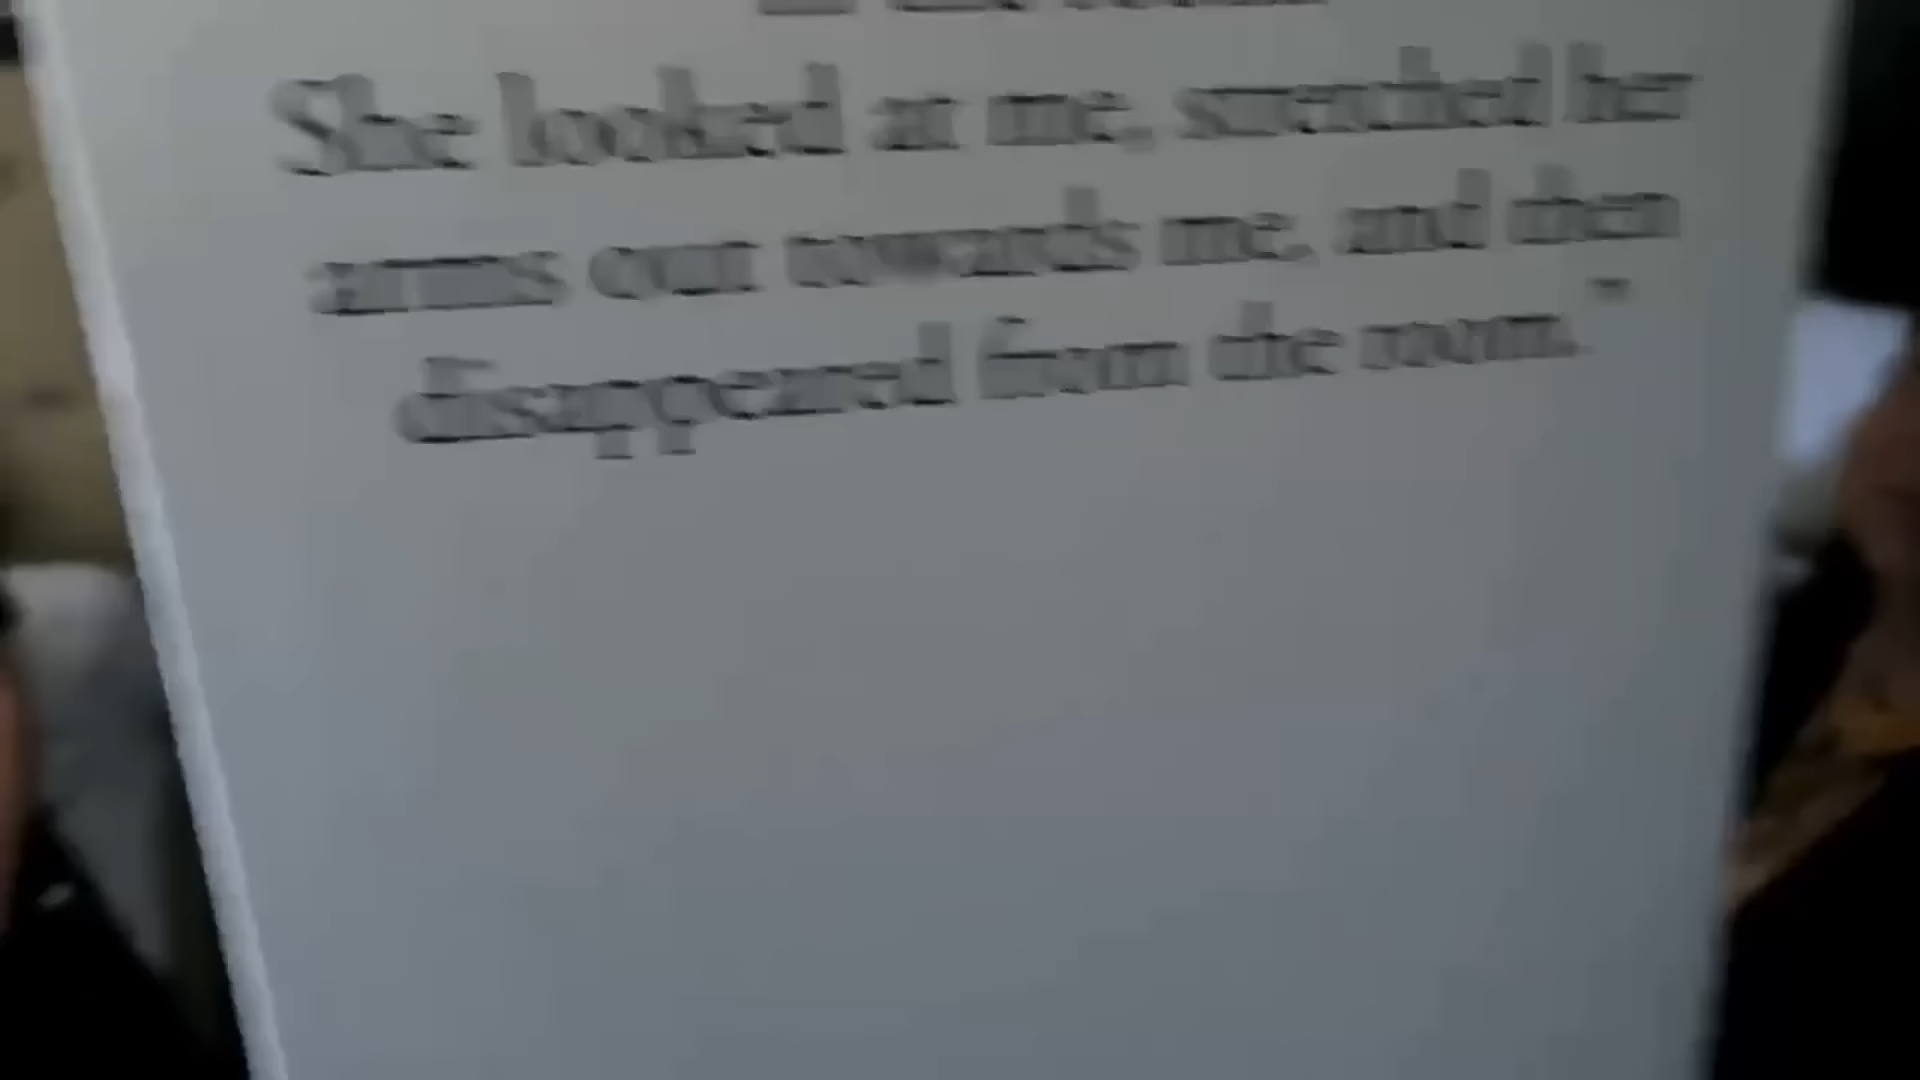 She looked at me, stretched her
arms out towards me, and then
disappeared from the room."